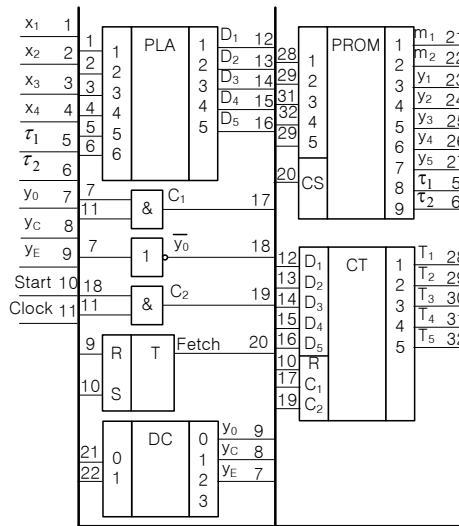 x1 1
x2 2
x3 3
x4 4
τ1 5
τ2 6
y0 7
yC 8
yE 9
Start 10
Clock 11
1 1 PLA 1 D1 12
2 2 2 D2 13
3 3 3 D3 14
4 4 4 D4 15
5 5 5 D5 16
6 6
7 & C1 17
11
7 1 y0 18
18 & C2 19
11
9 R T Fetch 20
10 S
21 0 DC 0 y0 9
22 1 1 yC 8
2 yE 7
3
28 1 PROM 1 m1 21
29 2 2 m2 22
31 3 3 y1 23
32 4 4 y2 24
29 5 5 y3 25
6 y4 26
20 CS 7 y5 27
8 τ1 5
9 τ2 6
12 D1 CT 1 T1 28
13 D2 2 T2 29
14 D3 3 T3 30
15 D4 4 T4 31
16 D5 5 T5 32
10 R
17 C1
19 C2